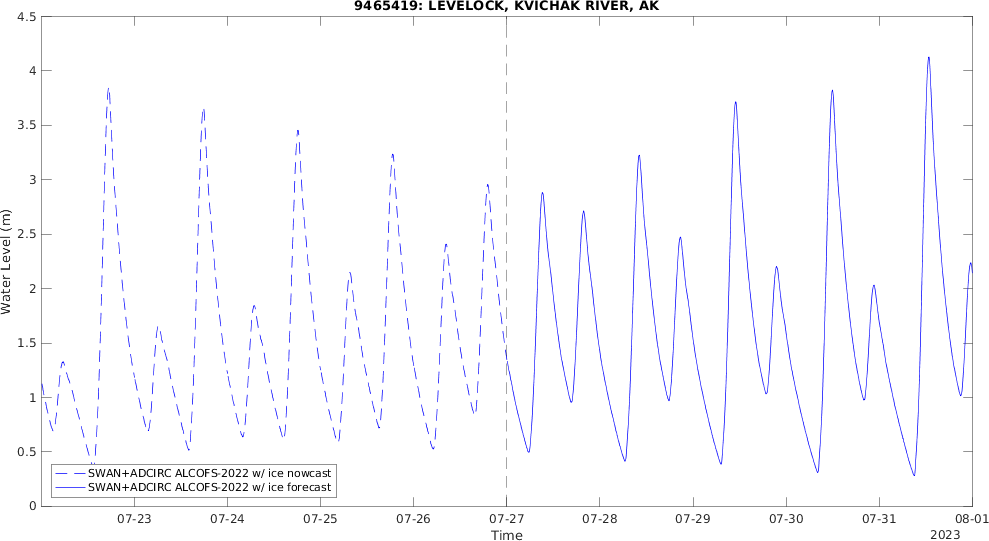 9465419: LEVELOCK, KVICHAK RIVER, AK
4.5
4
3.5
3
2.5
2
1.5
1
0.5
0
Water Level (m)
SWAN+ADCIRC ALCOFS-2022 w/ ice nowcast
SWAN+ADCIRC ALCOFS-2022 w/ ice forecast
07-23 07-24 07-25 07-26 07-27 07-28 07-29 07-30 07-31 08-01
Time
2023